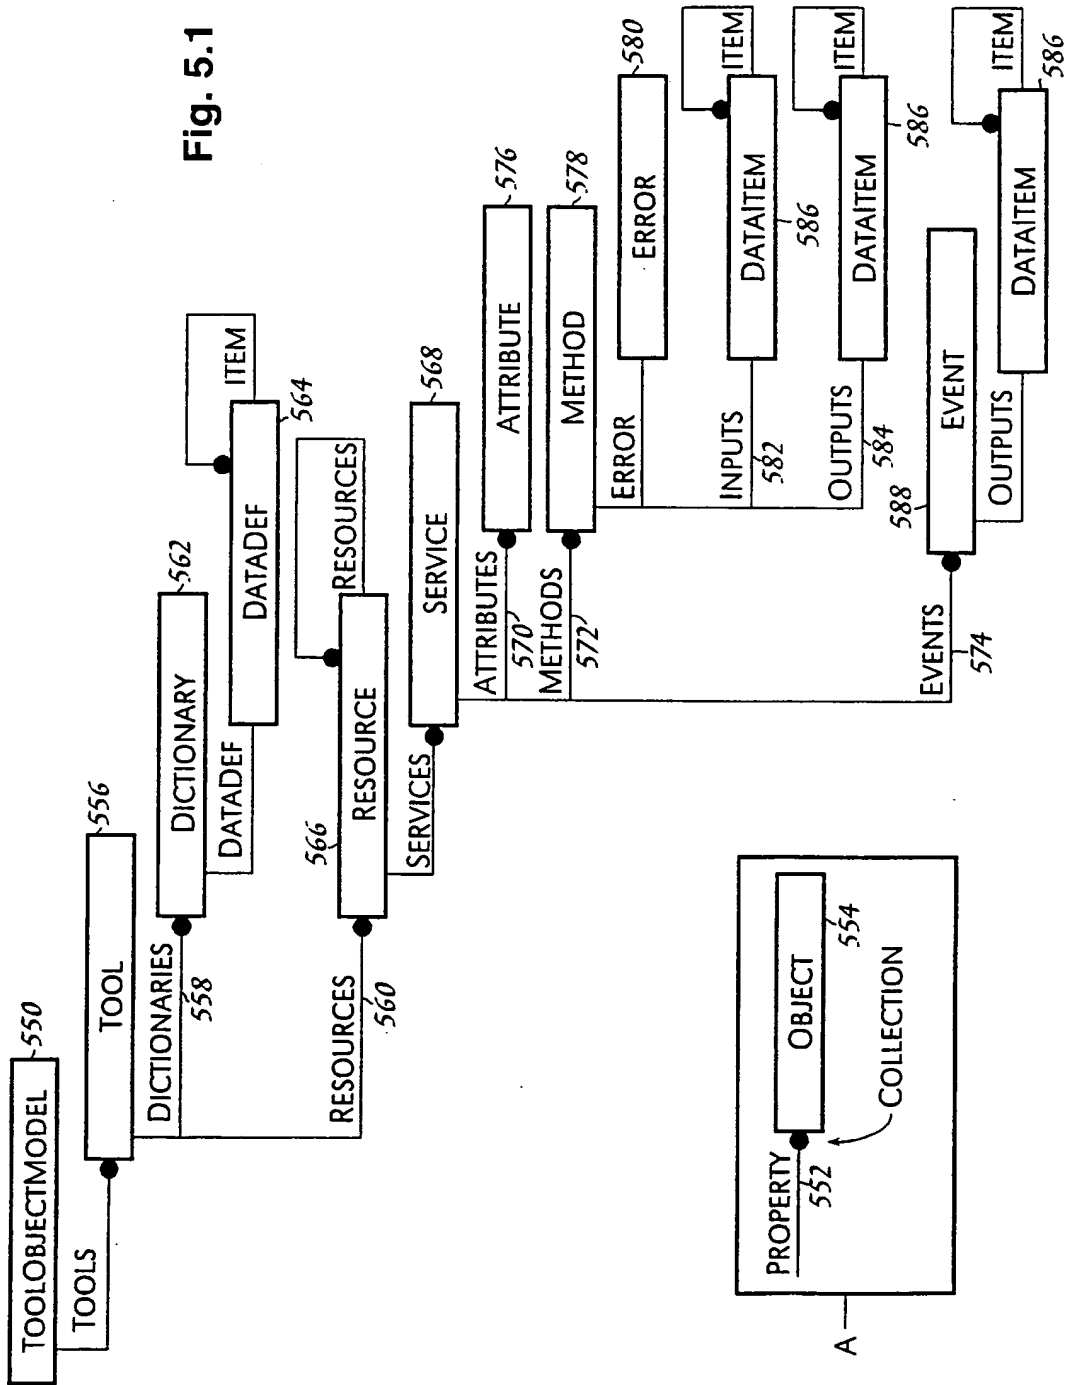 Fig. 5.1
TOOLOBJECTMODEL
550
TOOLS
TOOL
556
DICTIONARIES
558
DICTIONARY
562
DATADEF
DATADEF
564
ITEM
RESOURCES
560
RESOURCE
566
RESOURCES
SERVICES
SERVICE
568
ATTRIBUTES
570
ATTRIBUTE
576
METHODS
572
METHOD
578
ERROR
ERROR
580
INPUTS
582
DATAITEM
586
ITEM
OUTPUTS
584
DATAITEM
586
ITEM
EVENTS
574
EVENT
588
OUTPUTS
DATAITEM
586
ITEM
A
PROPERTY
552
OBJECT
554
COLLECTION